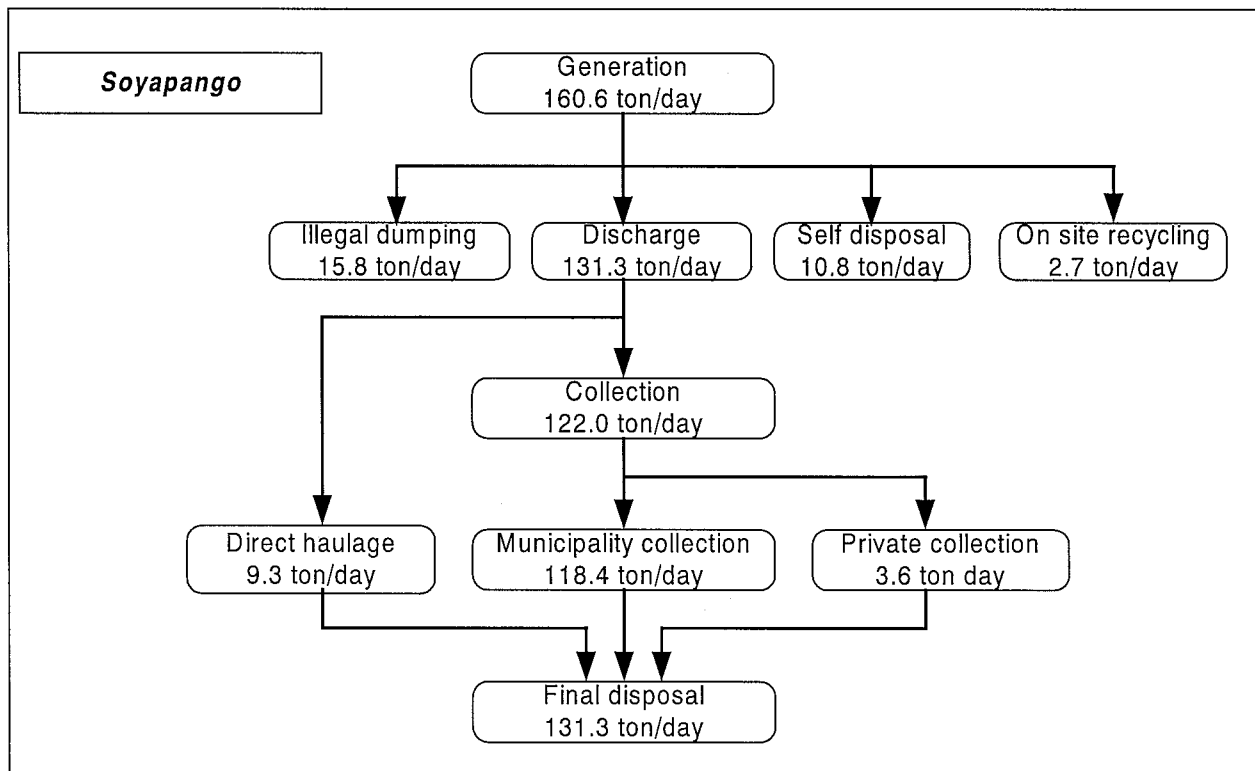 Soyapango
Generation
160.6 ton/day
Illegal dumping
15.8 ton/day
Discharge
131.3 ton/day
Self disposal
10.8 ton/day
On site recycling
2.7 ton/day
Collection
122.0 ton/day
Direct haulage
9.3 ton/day
Municipality collection
118.4 ton/day
Private collection
3.6 ton day
Final disposal
131.3 ton/day